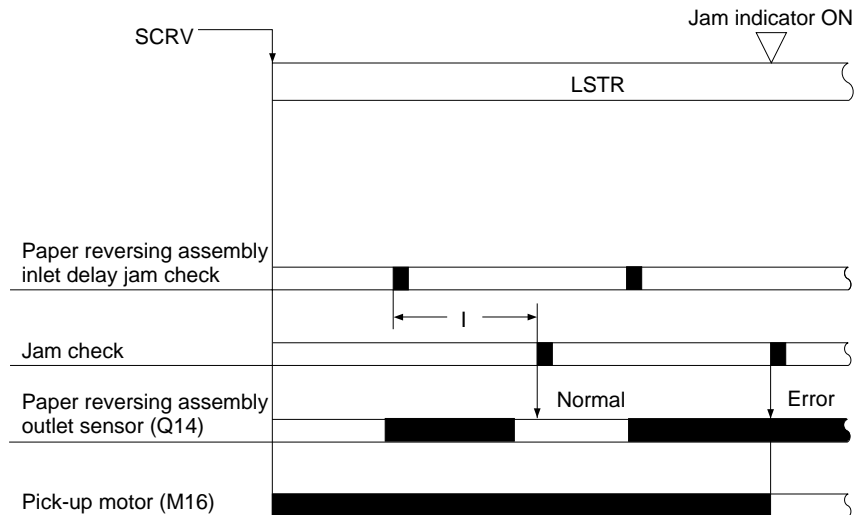 Jam indicator ON
SCRV
LSTR
Paper reversing assembly
inlet delay jam check
I
Jam check
Normal
Error
Paper reversing assembly
outlet sensor (Q14)
Pick-up motor (M16)